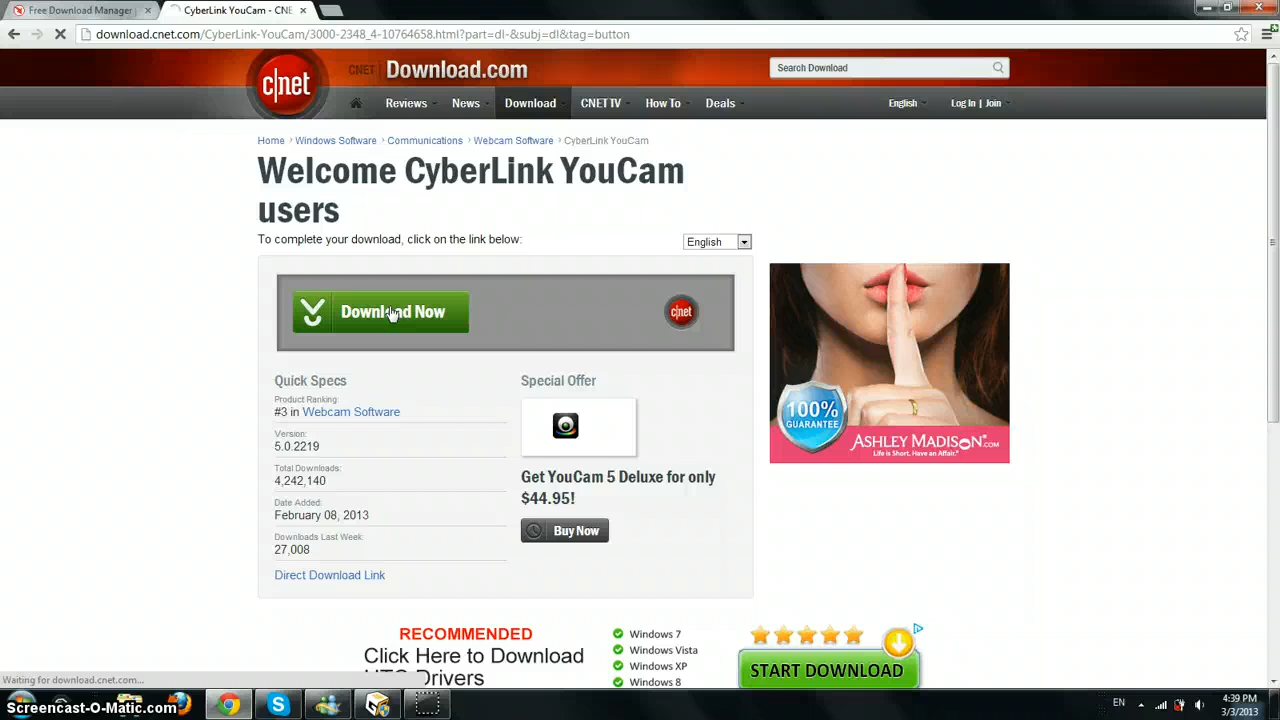 Free Download Manager
CyberLink YouCam - CNE
download.cnet.com/CyberLink-YouCam/3000-2348_4-10764658.html?part=dl-&subj=dl&tag=button
c|net
CNET Download.com
Search Download
Reviews
News
Download
CNET TV
How To
Deals
English
Log In | Join
Home › Windows Software › Communications › Webcam Software › CyberLink YouCam
Welcome CyberLink YouCam
users
To complete your download, click on the link below:
English
Download Now
c|net
Quick Specs
Product Ranking:
#3 in Webcam Software
Version:
5.0.2219
Total Downloads:
4,242,140
Date Added:
February 08, 2013
Downloads Last Week:
27,008
Direct Download Link
Special Offer
Get YouCam 5 Deluxe for only
$44.95!
Buy Now
100%
GUARANTEE
ASHLEY MADISON.COM
Life is Short. Have an Affair.®
RECOMMENDED
Click Here to Download
Drivers
Windows 7
Windows Vista
Windows XP
Windows 8
START DOWNLOAD
Waiting for download.cnet.com...
Screencast-O-Matic.com
EN
4:39 PM
3/3/2013